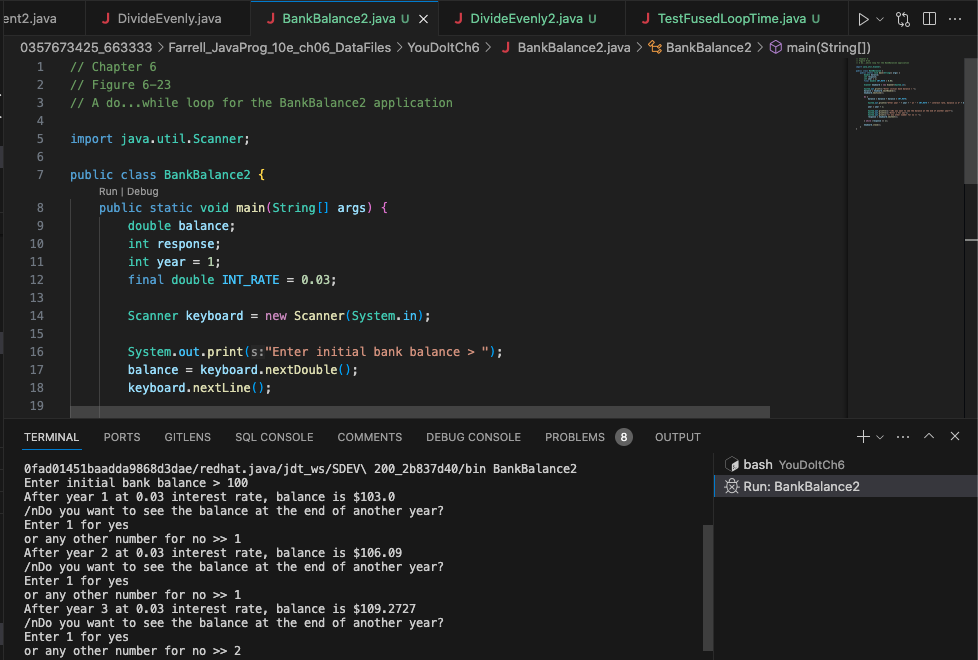 ent2.java J DivideEvenly.java J BankBalance2.java U J DivideEvenly2.java U J TestFusedLoopTime.java U
0357673425_663333 > Farrell_JavaProg_10e_ch06_DataFiles > YouDoItCh6 > J BankBalance2.java > BankBalance2 > main(String[])
1 // Chapter 6
2 // Figure 6-23
3 // A do...while loop for the BankBalance2 application
4
5 import java.util.Scanner;
6
7 public class BankBalance2 {
Run | Debug
8 public static void main(String[] args) {
9 double balance;
10 int response;
11 int year = 1;
12 final double INT_RATE = 0.03;
13
14 Scanner keyboard = new Scanner(System.in);
15
16 System.out.print(s:"Enter initial bank balance > ");
17 balance = keyboard.nextDouble();
18 keyboard.nextLine();
19
TERMINAL PORTS GITLENS SQL CONSOLE COMMENTS DEBUG CONSOLE PROBLEMS 8 OUTPUT
0fad01451baadda9868d3dae/redhat.java/jdt_ws/SDEV\ 200_2b837d40/bin BankBalance2
Enter initial bank balance > 100
After year 1 at 0.03 interest rate, balance is $103.0
/nDo you want to see the balance at the end of another year?
Enter 1 for yes
or any other number for no >> 1
After year 2 at 0.03 interest rate, balance is $106.09
/nDo you want to see the balance at the end of another year?
Enter 1 for yes
or any other number for no >> 1
After year 3 at 0.03 interest rate, balance is $109.2727
/nDo you want to see the balance at the end of another year?
Enter 1 for yes
or any other number for no >> 2
bash YouDoItCh6
Run: BankBalance2